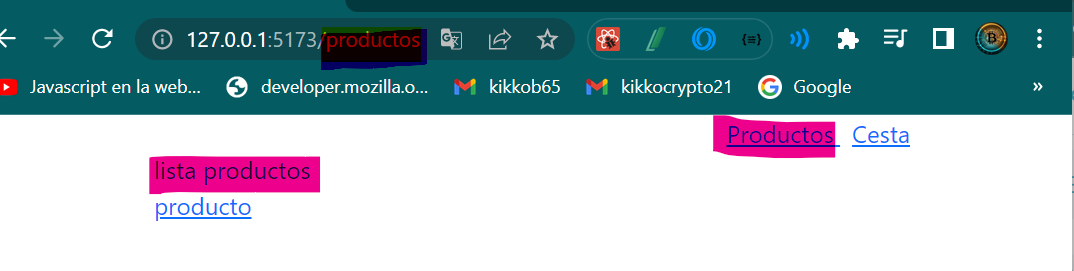 127.0.0.1:5173/productos
Javascript en la web... developer.mozilla.o... kikkob65 kikkocrypto21 Google »
Productos Cesta
lista productos
producto